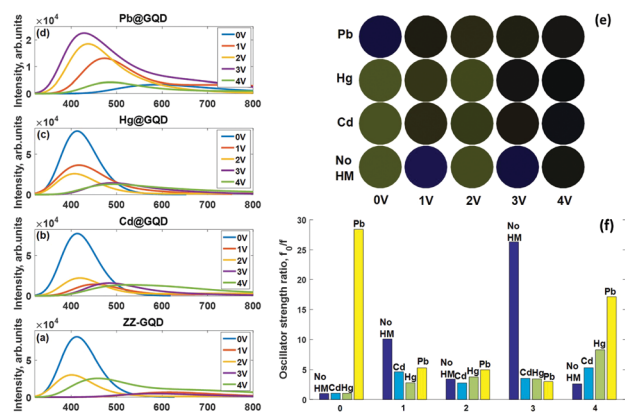 Pb@GQD
×10⁴
(d)
0V
1V
2V
3V
4V
2
1
0
Intensity, arb.units
400 500 600 700 800
Hg@GQD
×10⁴
(c)
0V
1V
2V
3V
4V
5
0
Intensity, arb.units
400 500 600 700 800
Cd@GQD
×10⁴
(b)
0V
1V
2V
3V
4V
5
0
Intensity, arb.units
400 500 600 700 800
ZZ-GQD
×10⁴
(a)
0V
1V
2V
3V
4V
5
0
Intensity, arb.units
400 500 600 700 800
(e)
Pb
Hg
Cd
No
HM
0V 1V 2V 3V 4V
(f)
Oscillator strength ratio, f₀/f
30
25
20
15
10
5
0
No
HM
Cd
Hg
Pb
No
HM
Cd
Hg
Pb
No
HM
Cd
Hg
Pb
No
HM
Cd
Hg
Pb
No
HM
Cd
Hg
Pb
0 1 2 3 4